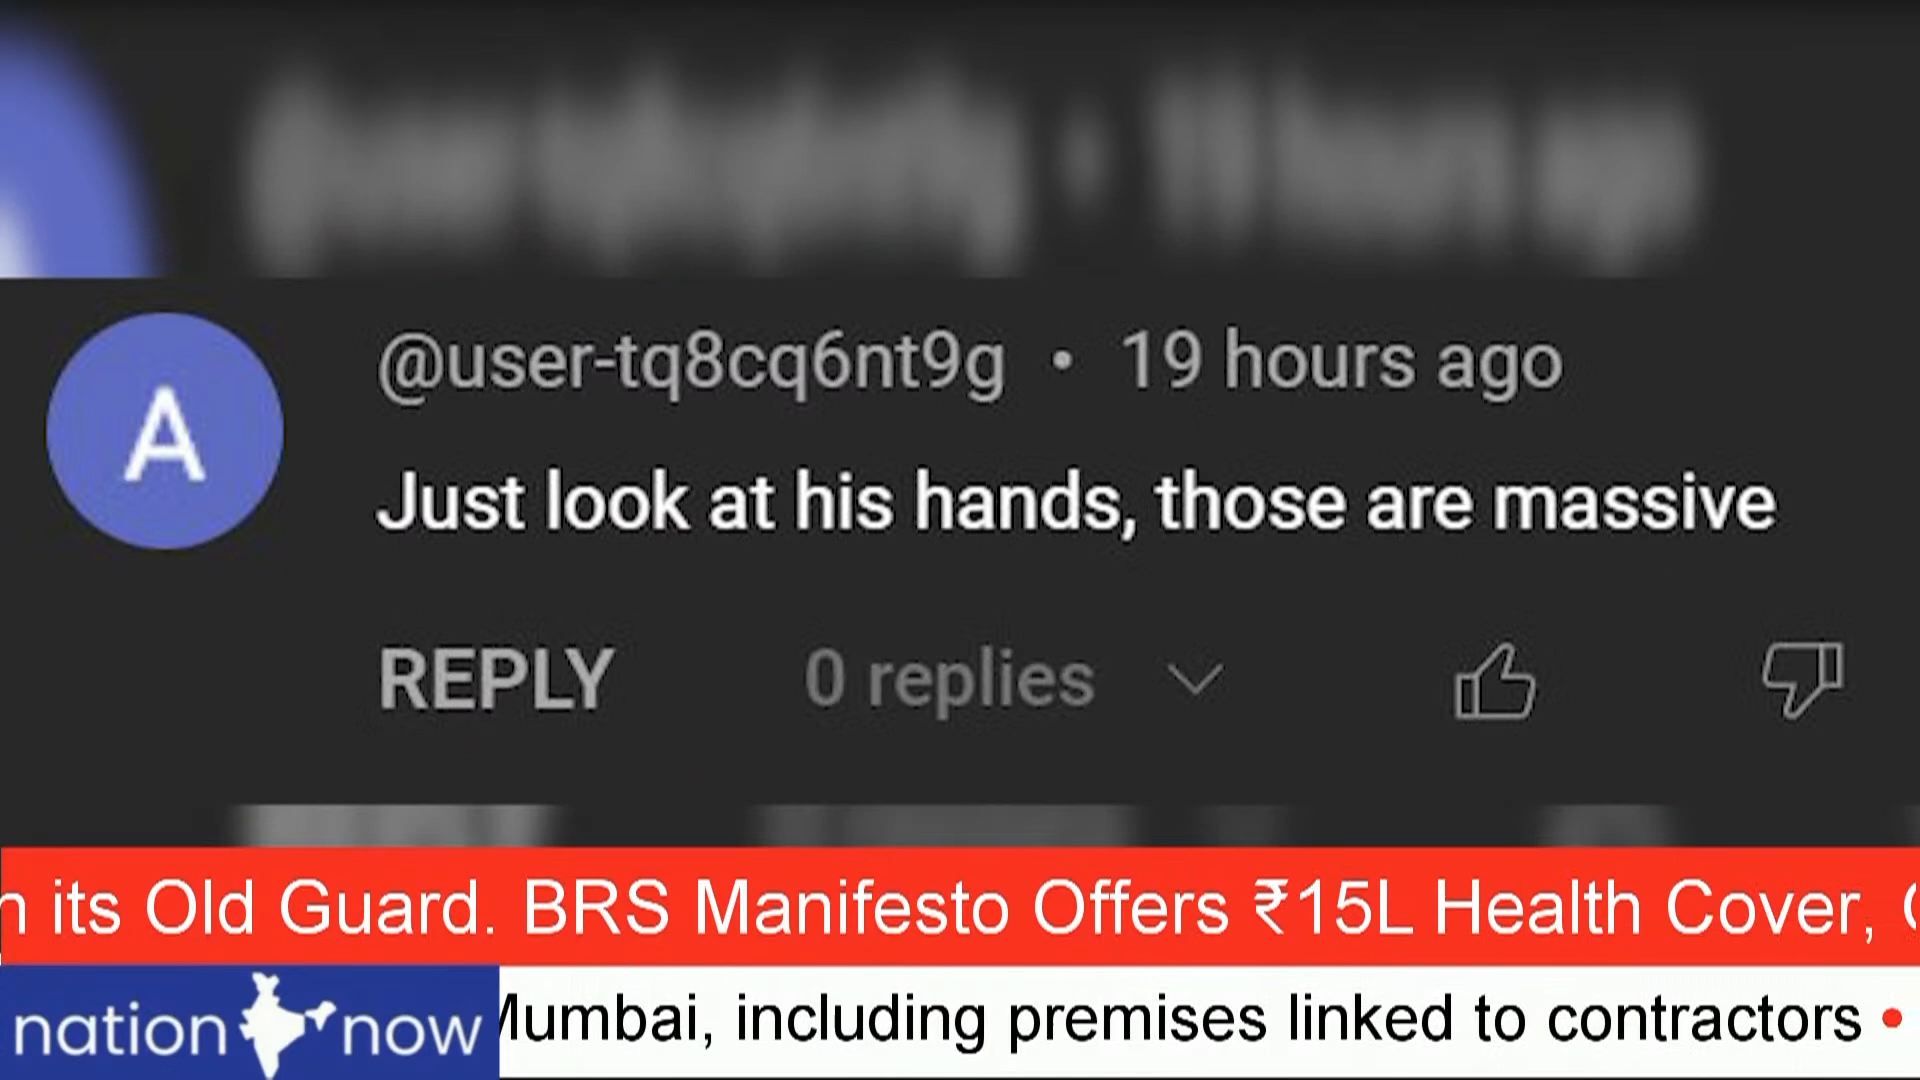 A
@user-tq8cq6nt9g • 19 hours ago
Just look at his hands, those are massive
REPLY 0 replies
its Old Guard. BRS Manifesto Offers ₹15L Health Cover,
nation now
, including premises linked to contractors •